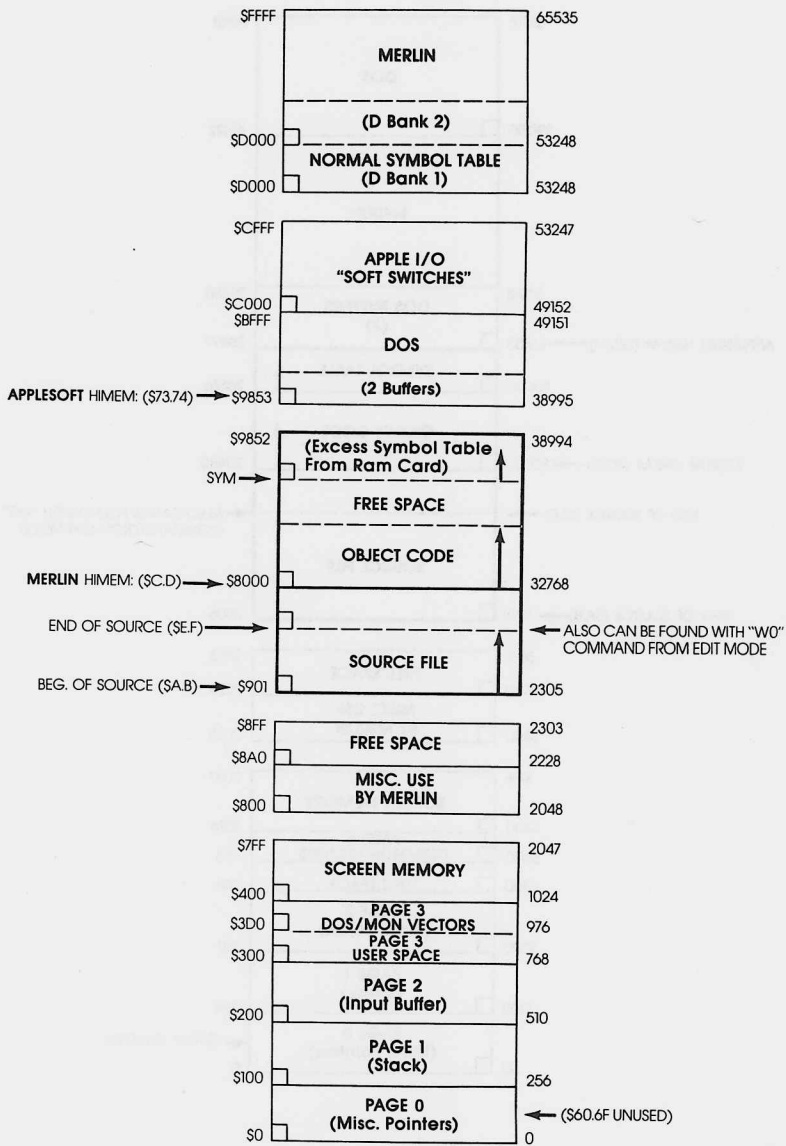 $FFFF 65535
MERLIN
(D Bank 2)
$D000 53248
NORMAL SYMBOL TABLE
(D Bank 1)
$D000 53248
$CFFF 53247
APPLE I/O
"SOFT SWITCHES"
$C000 49152
$BFFF 49151
DOS
(2 Buffers)
APPLESOFT HIMEM: ($73.74) $9853 38995
$9852 38994
(Excess Symbol Table
From Ram Card)
SYM
FREE SPACE
OBJECT CODE
MERLIN HIMEM: ($C.D) $8000 32768
END OF SOURCE ($E.F) ALSO CAN BE FOUND WITH "W0"
COMMAND FROM EDIT MODE
SOURCE FILE
BEG. OF SOURCE ($A.B) $901 2305
$8FF 2303
FREE SPACE
$8A0 2228
MISC. USE
BY MERLIN
$800 2048
$7FF 2047
SCREEN MEMORY
$400 1024
PAGE 3
$3D0 DOS/MON VECTORS 976
PAGE 3
$300 USER SPACE 768
PAGE 2
(Input Buffer)
$200 510
PAGE 1
(Stack)
$100 256
PAGE 0 ($60.6F UNUSED)
(Misc. Pointers)
$0 0